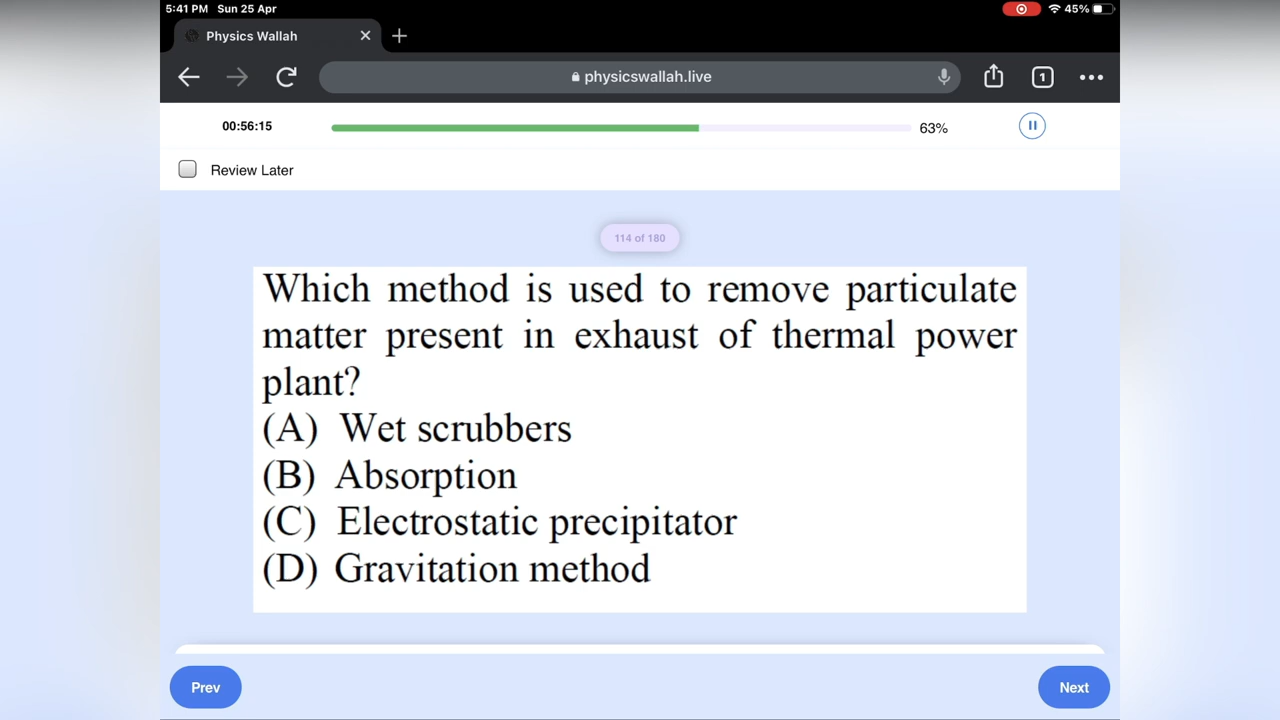 5:41 PM Sun 25 Apr
45%
Physics Wallah
physicswallah.live
1
00:56:15
63%
Review Later
114 of 180
Which method is used to remove particulate
matter present in exhaust of thermal power
plant?
(A) Wet scrubbers
(B) Absorption
(C) Electrostatic precipitator
(D) Gravitation method
Prev
Next